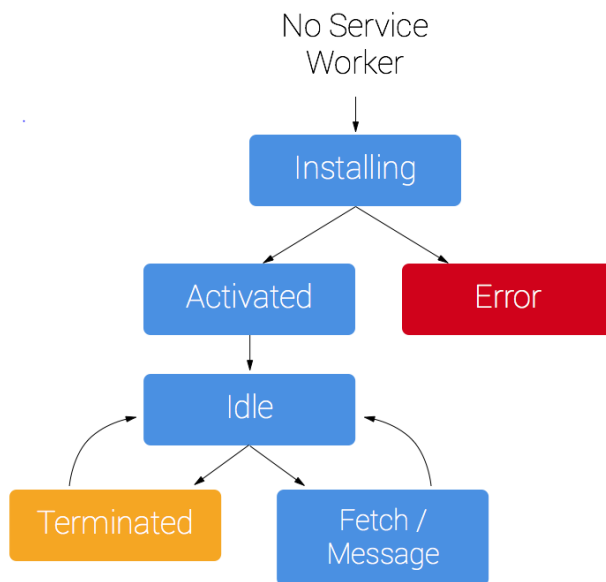 No Service
Worker
Installing
Activated
Error
Idle
Terminated
Fetch /
Message